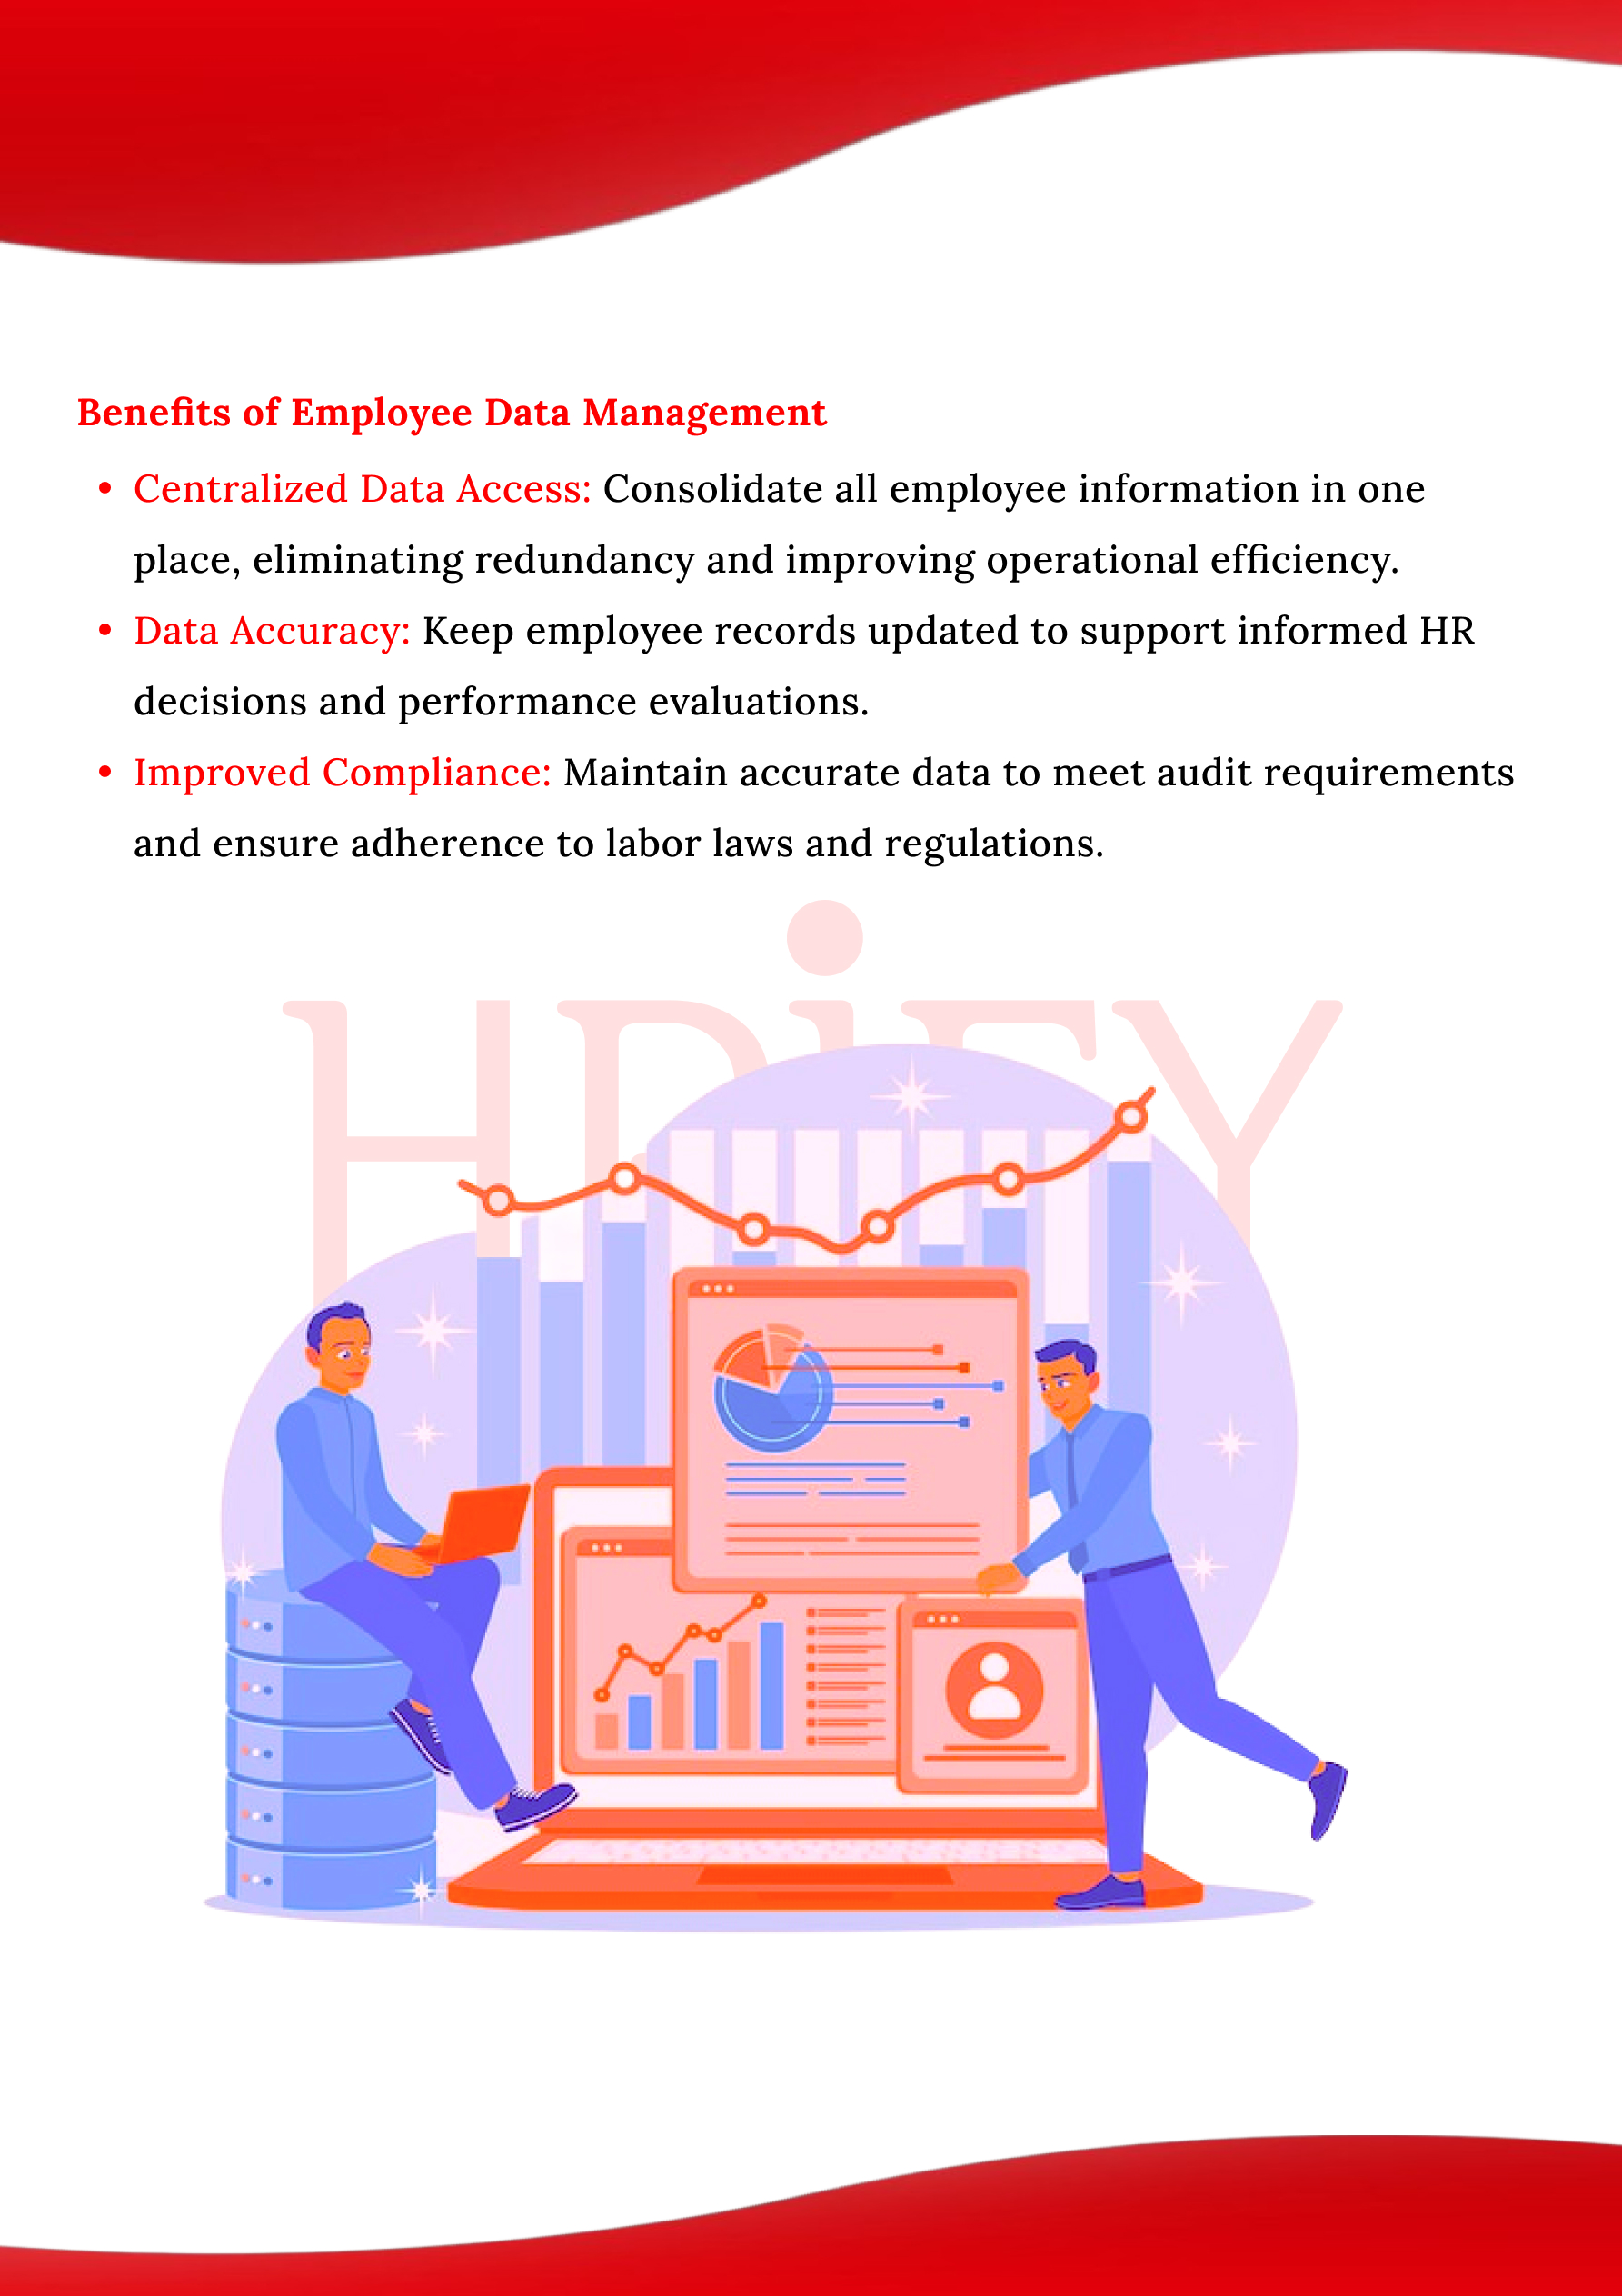 Benefits of Employee Data Management
• Centralized Data Access: Consolidate all employee information in one
place, eliminating redundancy and improving operational efficiency.
• Data Accuracy: Keep employee records updated to support informed HR
decisions and performance evaluations.
• Improved Compliance: Maintain accurate data to meet audit requirements
and ensure adherence to labor laws and regulations.
HRiFY